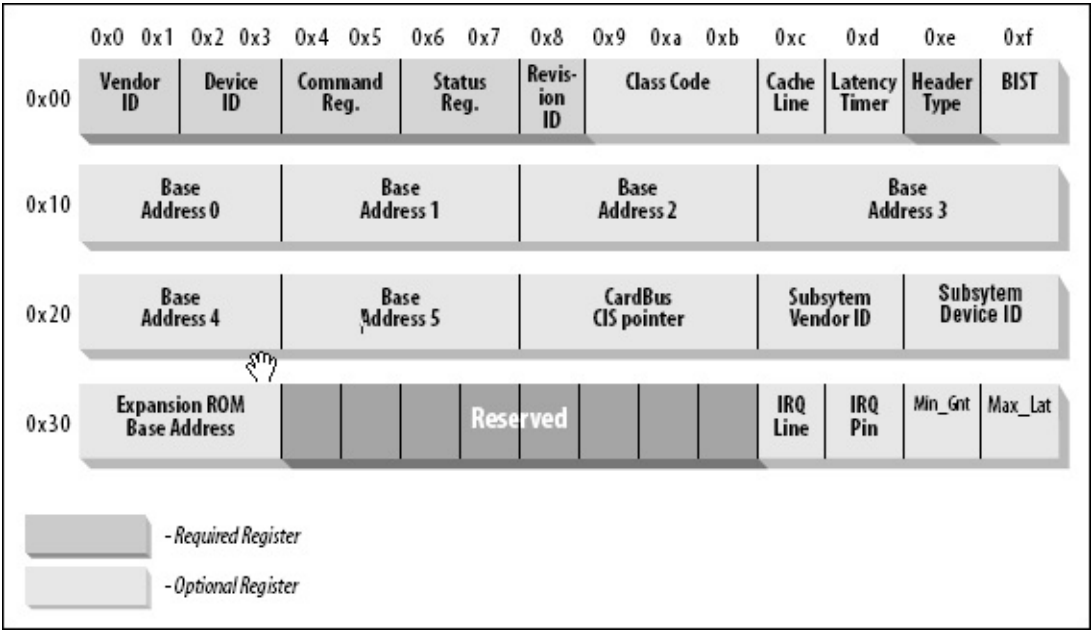 0x0 0x1 0x2 0x3 0x4 0x5 0x6 0x7 0x8 0x9 0xa 0xb 0xc 0xd 0xe 0xf
0x00
Vendor
ID
Device
ID
Command
Reg.
Status
Reg.
Revis-
ion
ID
Class Code
Cache
Line
Latency
Timer
Header
Type
BIST
0x10
Base
Address 0
Base
Address 1
Base
Address 2
Base
Address 3
0x20
Base
Address 4
Base
Address 5
CardBus
CIS pointer
Subsytem
Vendor ID
Subsytem
Device ID
0x30
Expansion ROM
Base Address
Reserved
IRQ
Line
IRQ
Pin
Min_Gnt
Max_Lat
- Required Register
- Optional Register